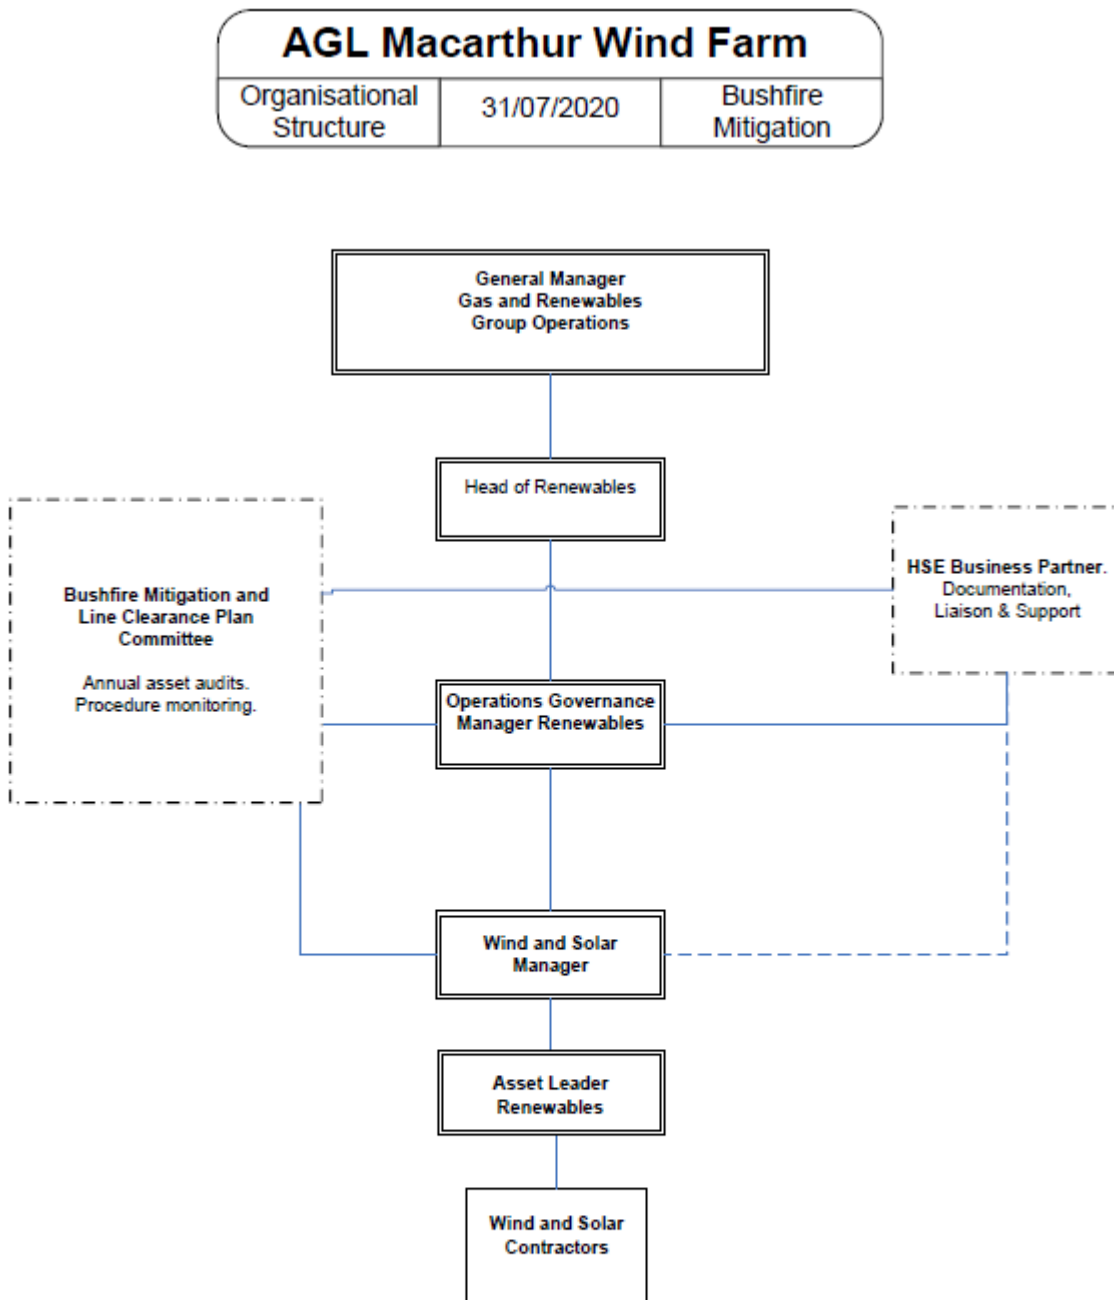 AGL Macarthur Wind Farm
Organisational
Structure
31/07/2020
Bushfire
Mitigation
General Manager
Gas and Renewables
Group Operations
Head of Renewables
Bushfire Mitigation and
Line Clearance Plan
Committee
Annual asset audits.
Procedure monitoring.
HSE Business Partner.
Documentation,
Liaison & Support
Operations Governance
Manager Renewables
Wind and Solar
Manager
Asset Leader
Renewables
Wind and Solar
Contractors